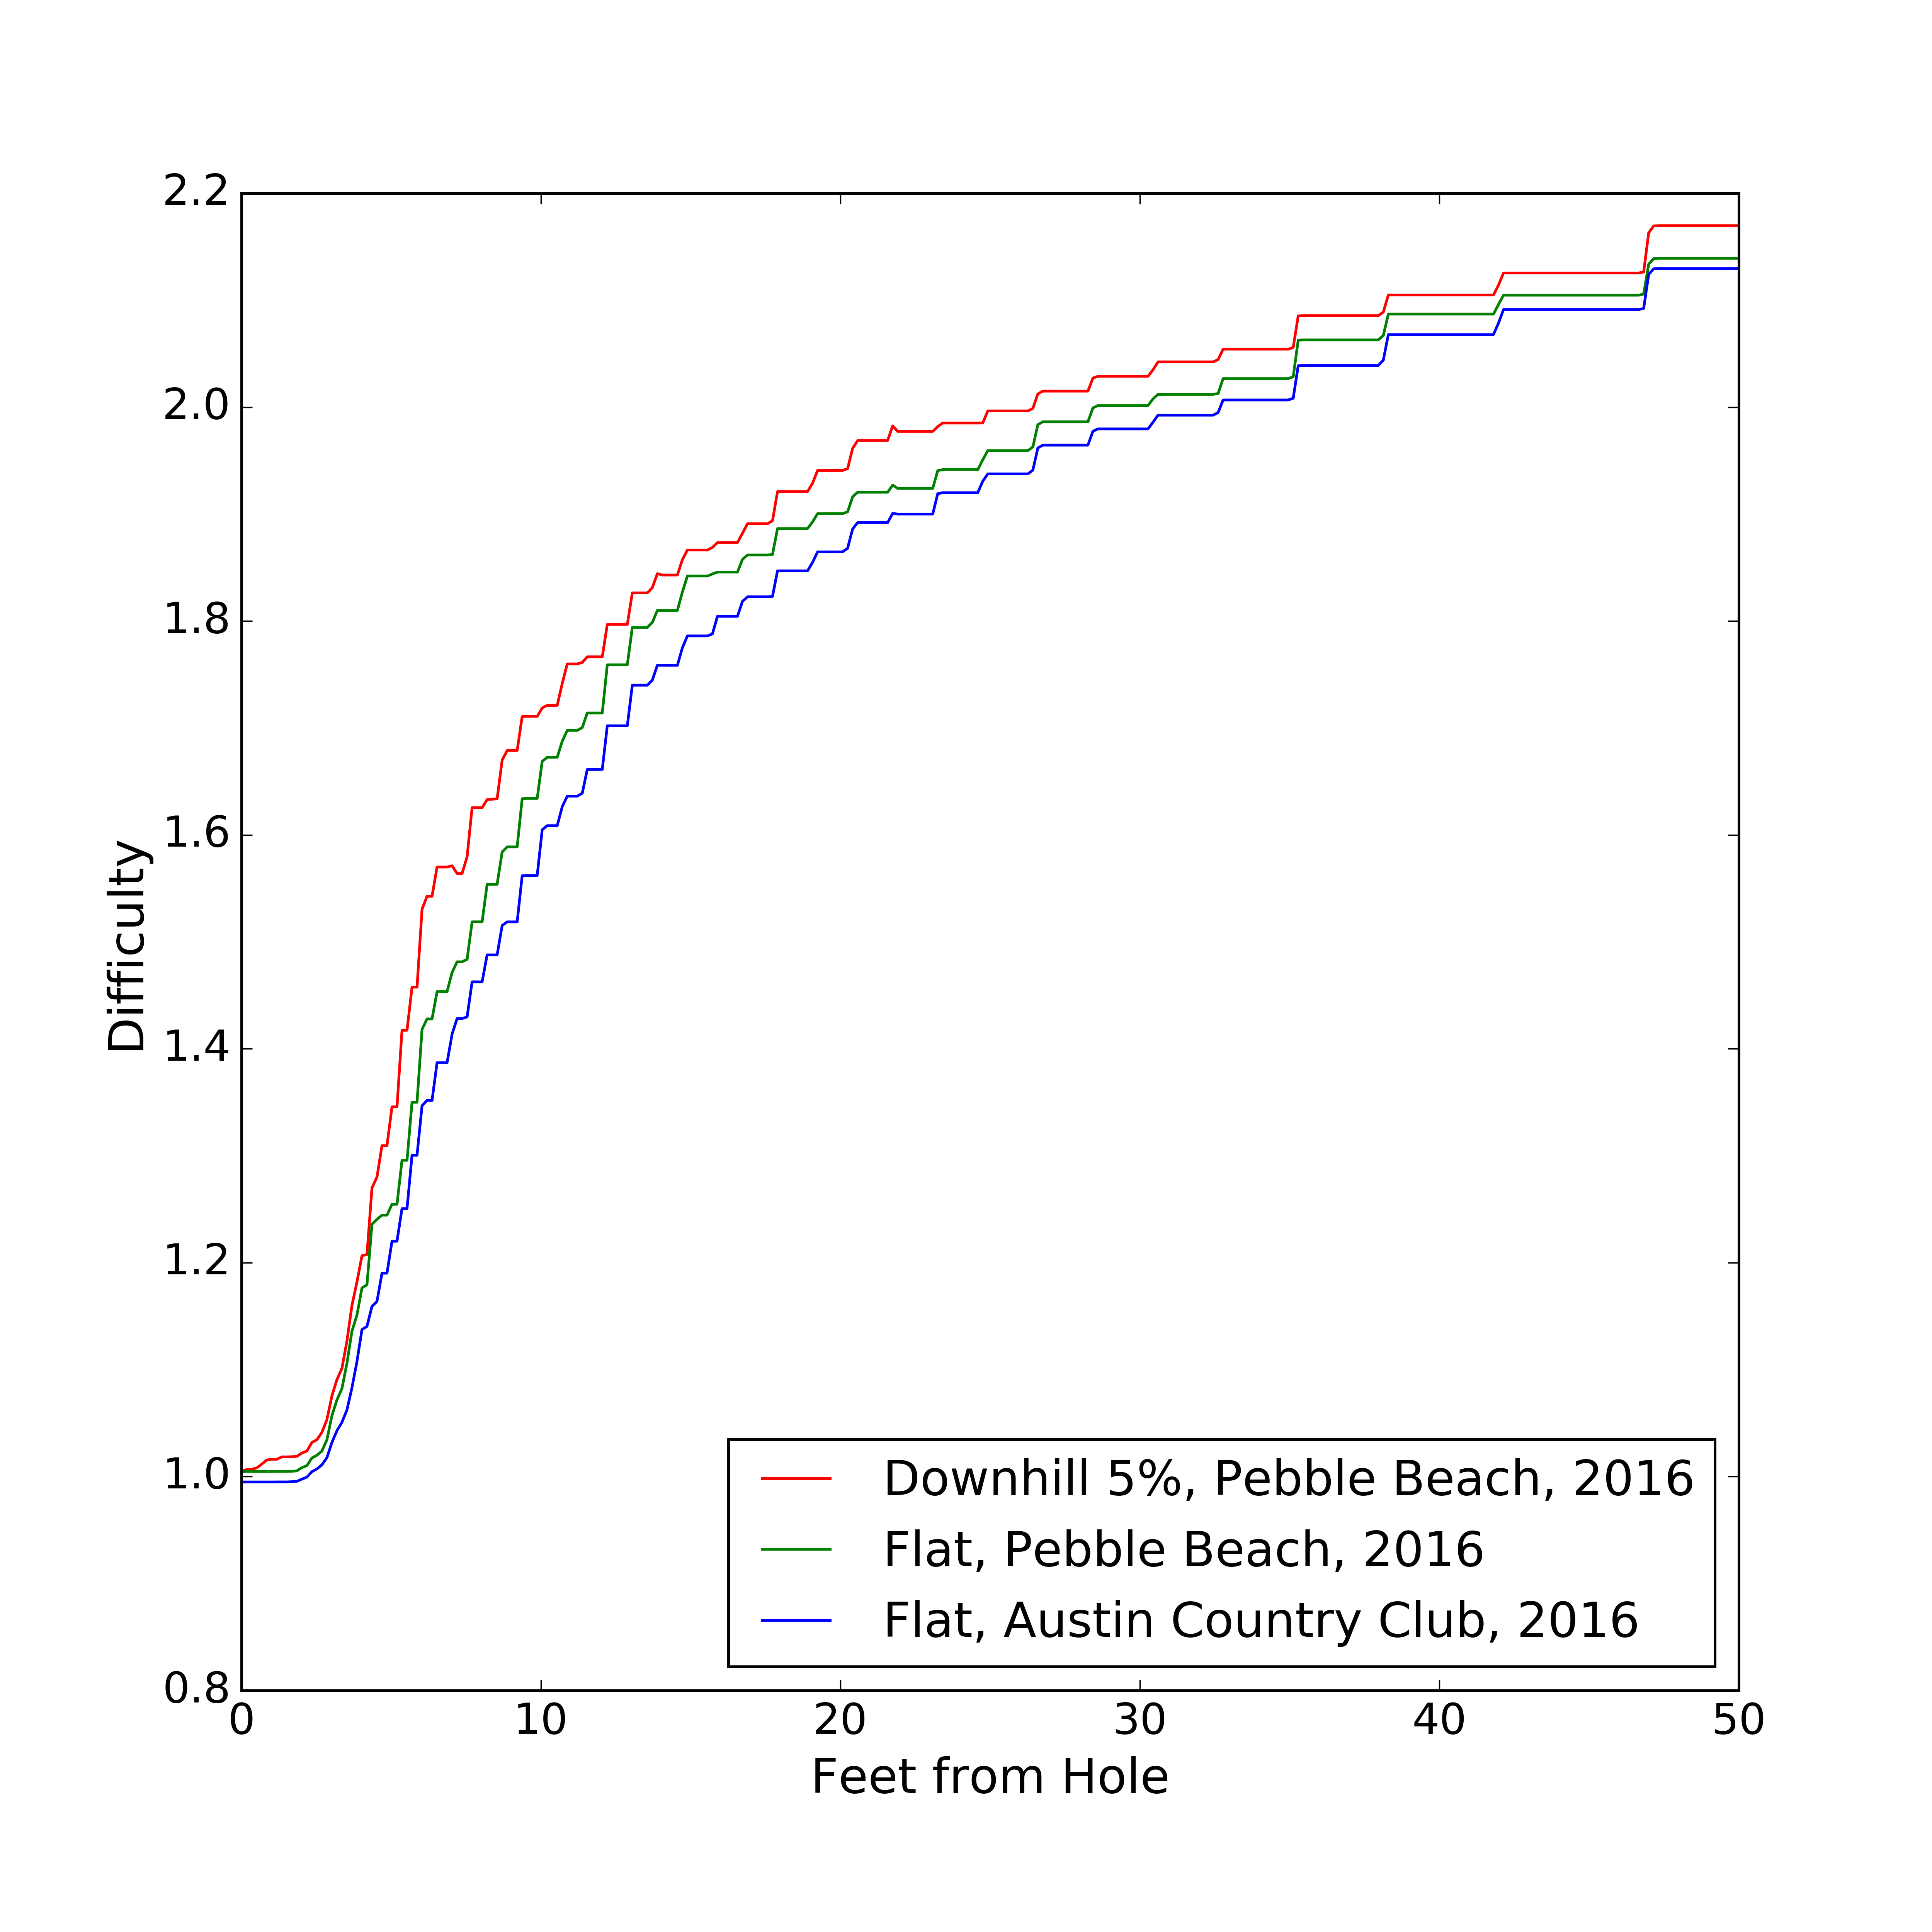 2.2
2.0
1.8
1.6
1.4
1.2
1.0
0.8
Difficulty
0 10 20 30 40 50
Feet from Hole
Downhill 5%, Pebble Beach, 2016
Flat, Pebble Beach, 2016
Flat, Austin Country Club, 2016